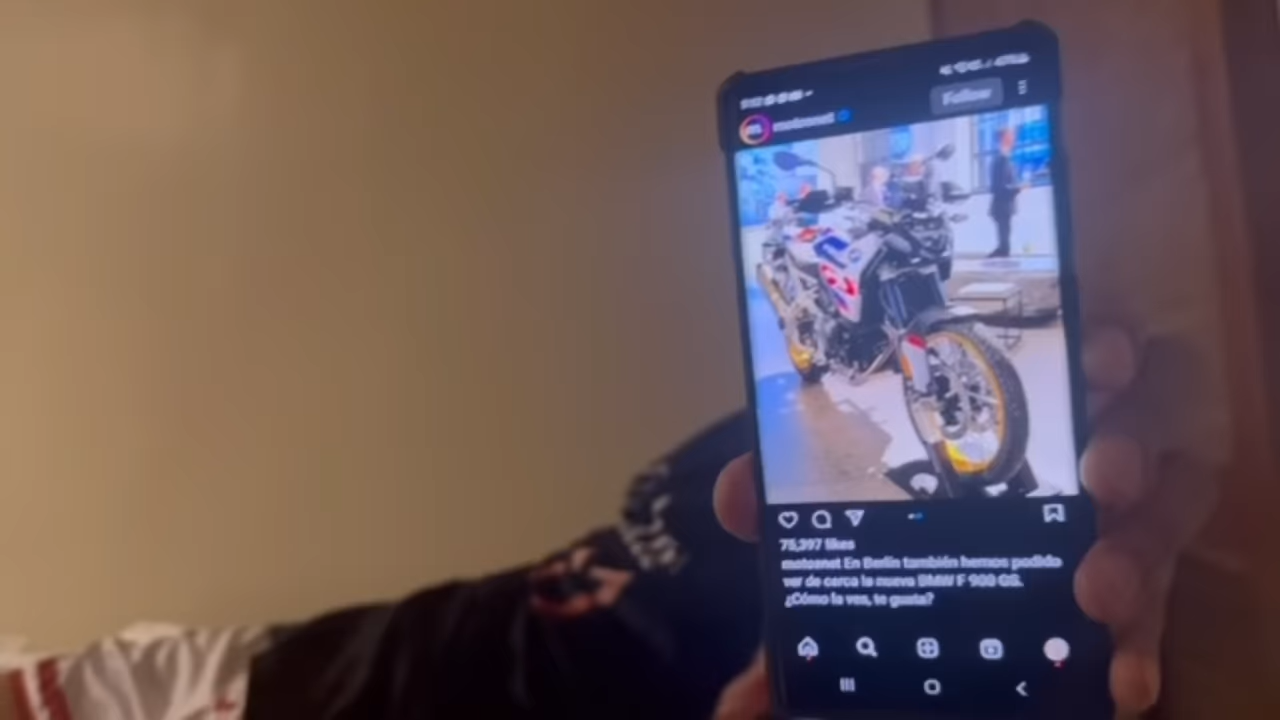 Follow
motosnet
75,297 likes
motosnet En Berlin también hemos podido
ver de cerca la nueva BMW F 900 GS.
¿Cómo la ves, te gusta?